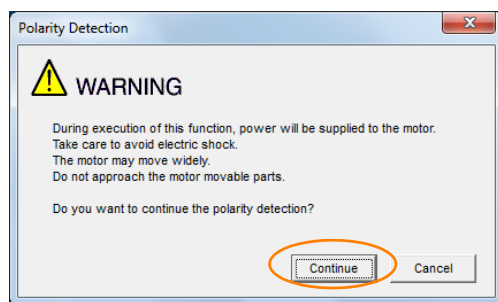 Polarity Detection
WARNING
During execution of this function, power will be supplied to the motor.
Take care to avoid electric shock.
The motor may move widely.
Do not approach the motor movable parts.
Do you want to continue the polarity detection?
Continue
Cancel